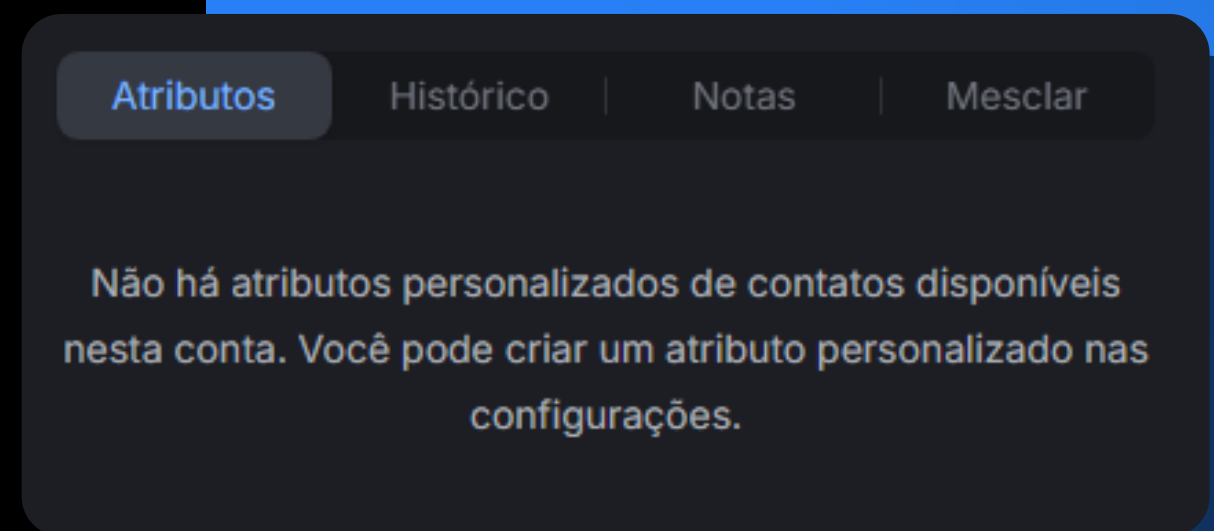 Atributos Histórico Notas Mesclar
Não há atributos personalizados de contatos disponíveis
nesta conta. Você pode criar um atributo personalizado nas
configurações.